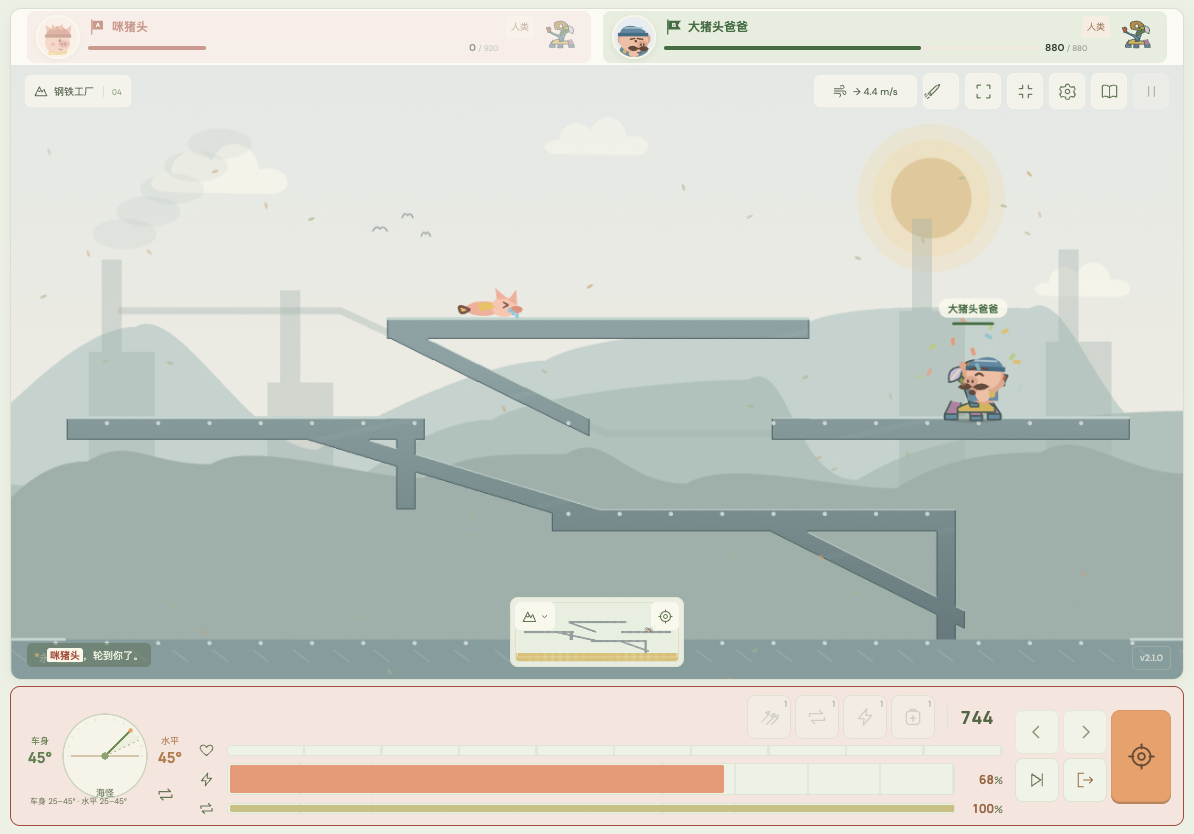 咪猪头
人类
0 / 920
大猪头爸爸
人类
880 / 880
钢铁工厂 04
→ 4.4 m/s
大猪头爸爸
咪猪头，轮到你了。
v2.1.0
1
1
1
1
744
车身
45°
水平
45°
海怪
车身 25–45° · 水平 25–45°
68%
100%